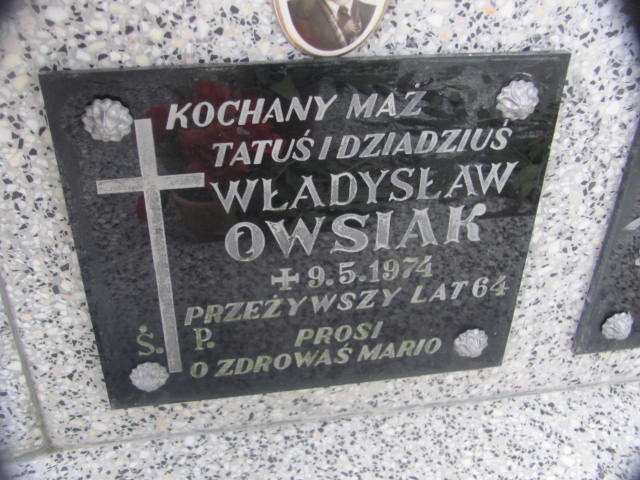 KOCHANY MĄŻ
TATUŚ I DZIADZIUŚ
WŁADYSŁAW
OWSIAK
+ 9.5.1974
PRZEŻYWSZY LAT 64
Ś. P. PROSI
O ZDROWAŚ MARIO